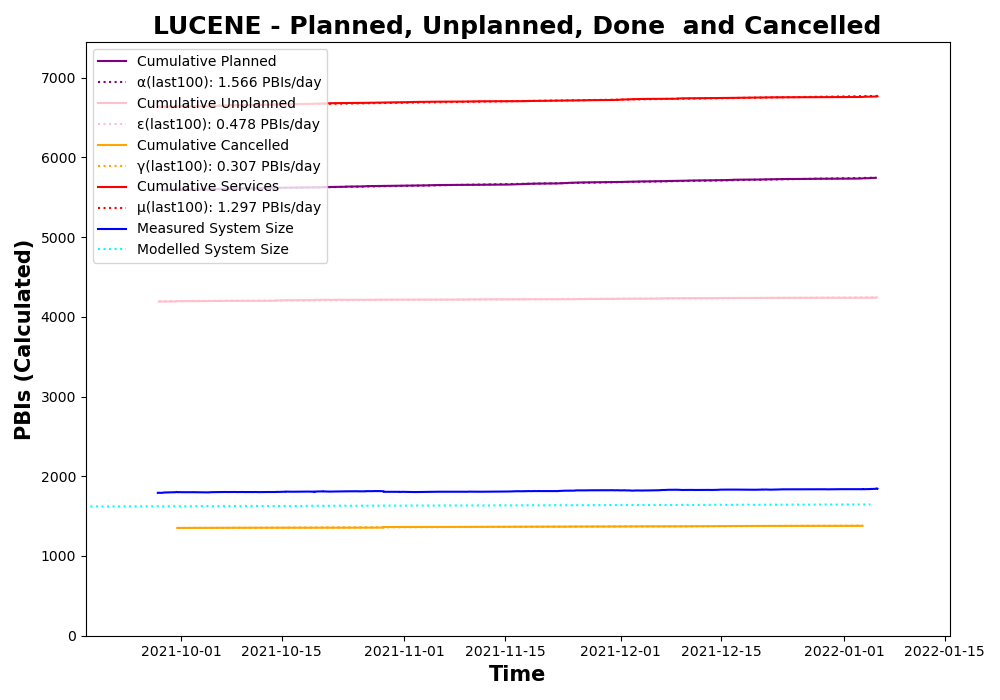 LUCENE - Planned, Unplanned, Done  and Cancelled
Cumulative Planned
α(last100): 1.566 PBIs/day
Cumulative Unplanned
ε(last100): 0.478 PBIs/day
Cumulative Cancelled
γ(last100): 0.307 PBIs/day
Cumulative Services
μ(last100): 1.297 PBIs/day
Measured System Size
Modelled System Size
PBIs (Calculated)
7000
6000
5000
4000
3000
2000
1000
0
2021-10-01
2021-10-15
2021-11-01
2021-11-15
2021-12-01
2021-12-15
2022-01-01
2022-01-15
Time